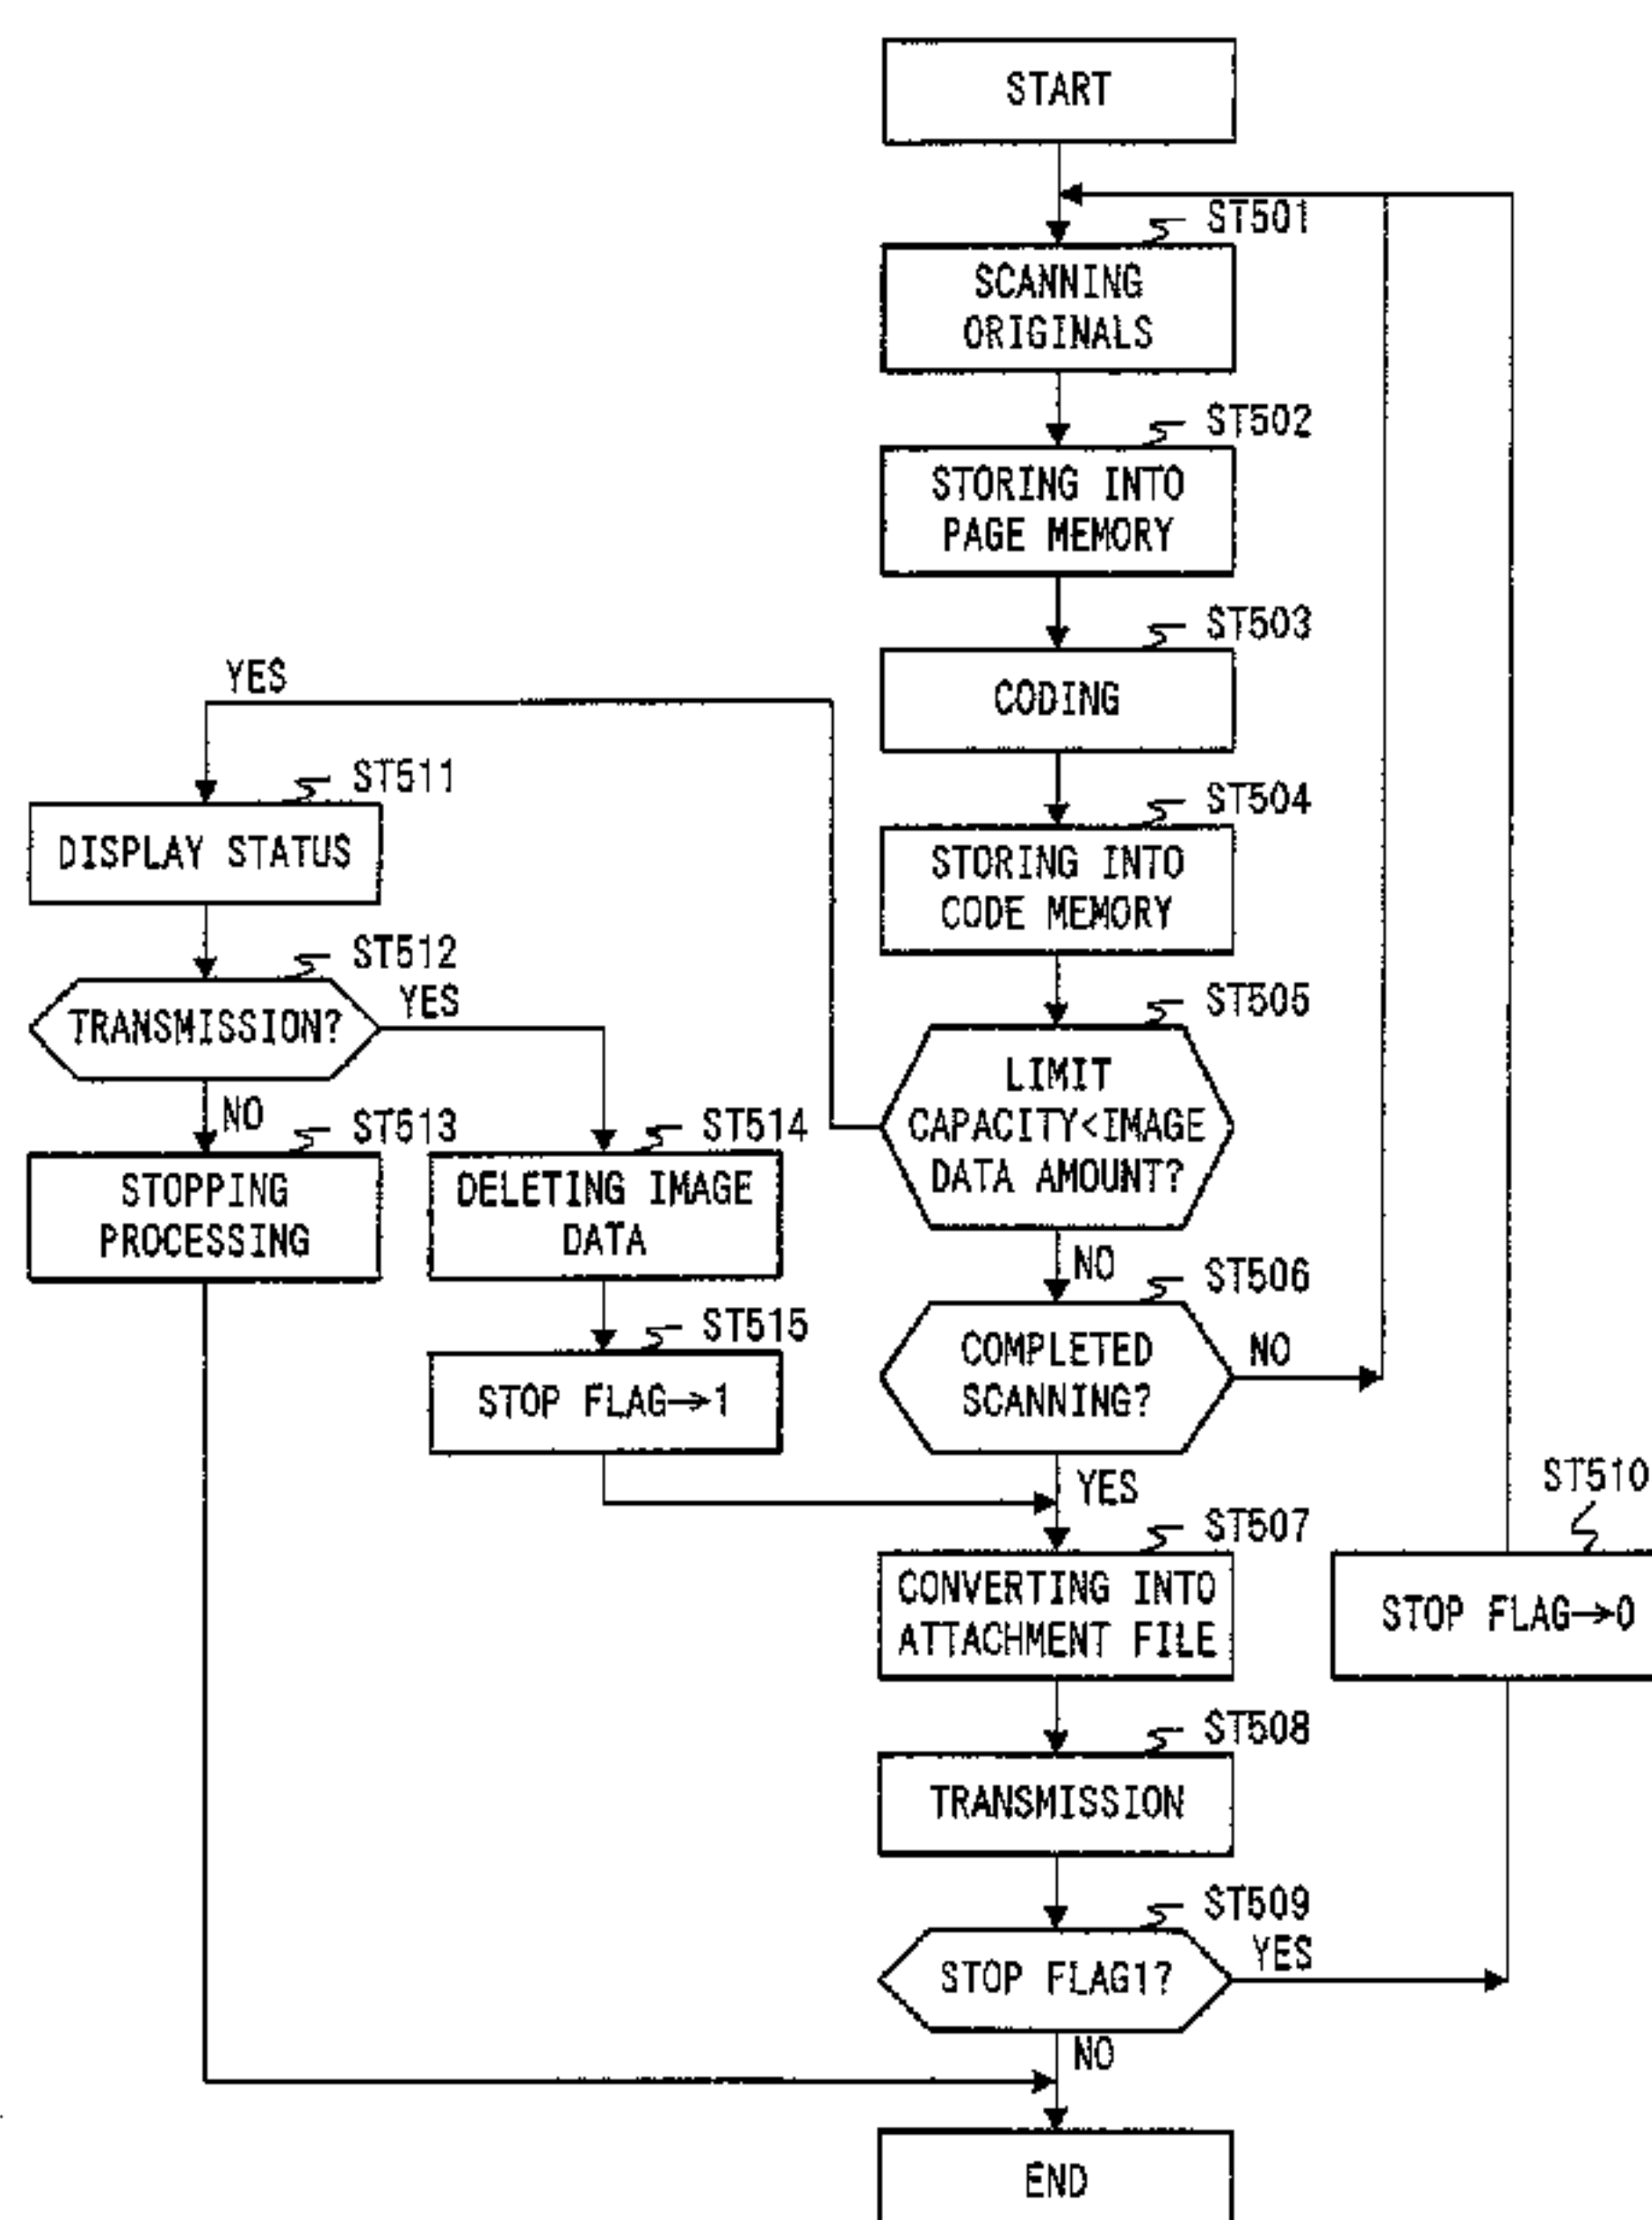 START
ST501
SCANNING
ORIGINALS
ST502
STORING INTO
PAGE MEMORY
ST503
CODING
YES
ST511
DISPLAY STATUS
ST504
STORING INTO
CODE MEMORY
ST512
TRANSMISSION?
YES
ST505
LIMIT
CAPACITY<IMAGE
DATA AMOUNT?
NO
ST513
STOPPING
PROCESSING
ST514
DELETING IMAGE
DATA
NO
ST506
COMPLETED
SCANNING?
NO
ST515
STOP FLAG→1
YES
ST507
CONVERTING INTO
ATTACHMENT FILE
ST510
STOP FLAG→0
ST508
TRANSMISSION
ST509
STOP FLAG1?
YES
NO
END